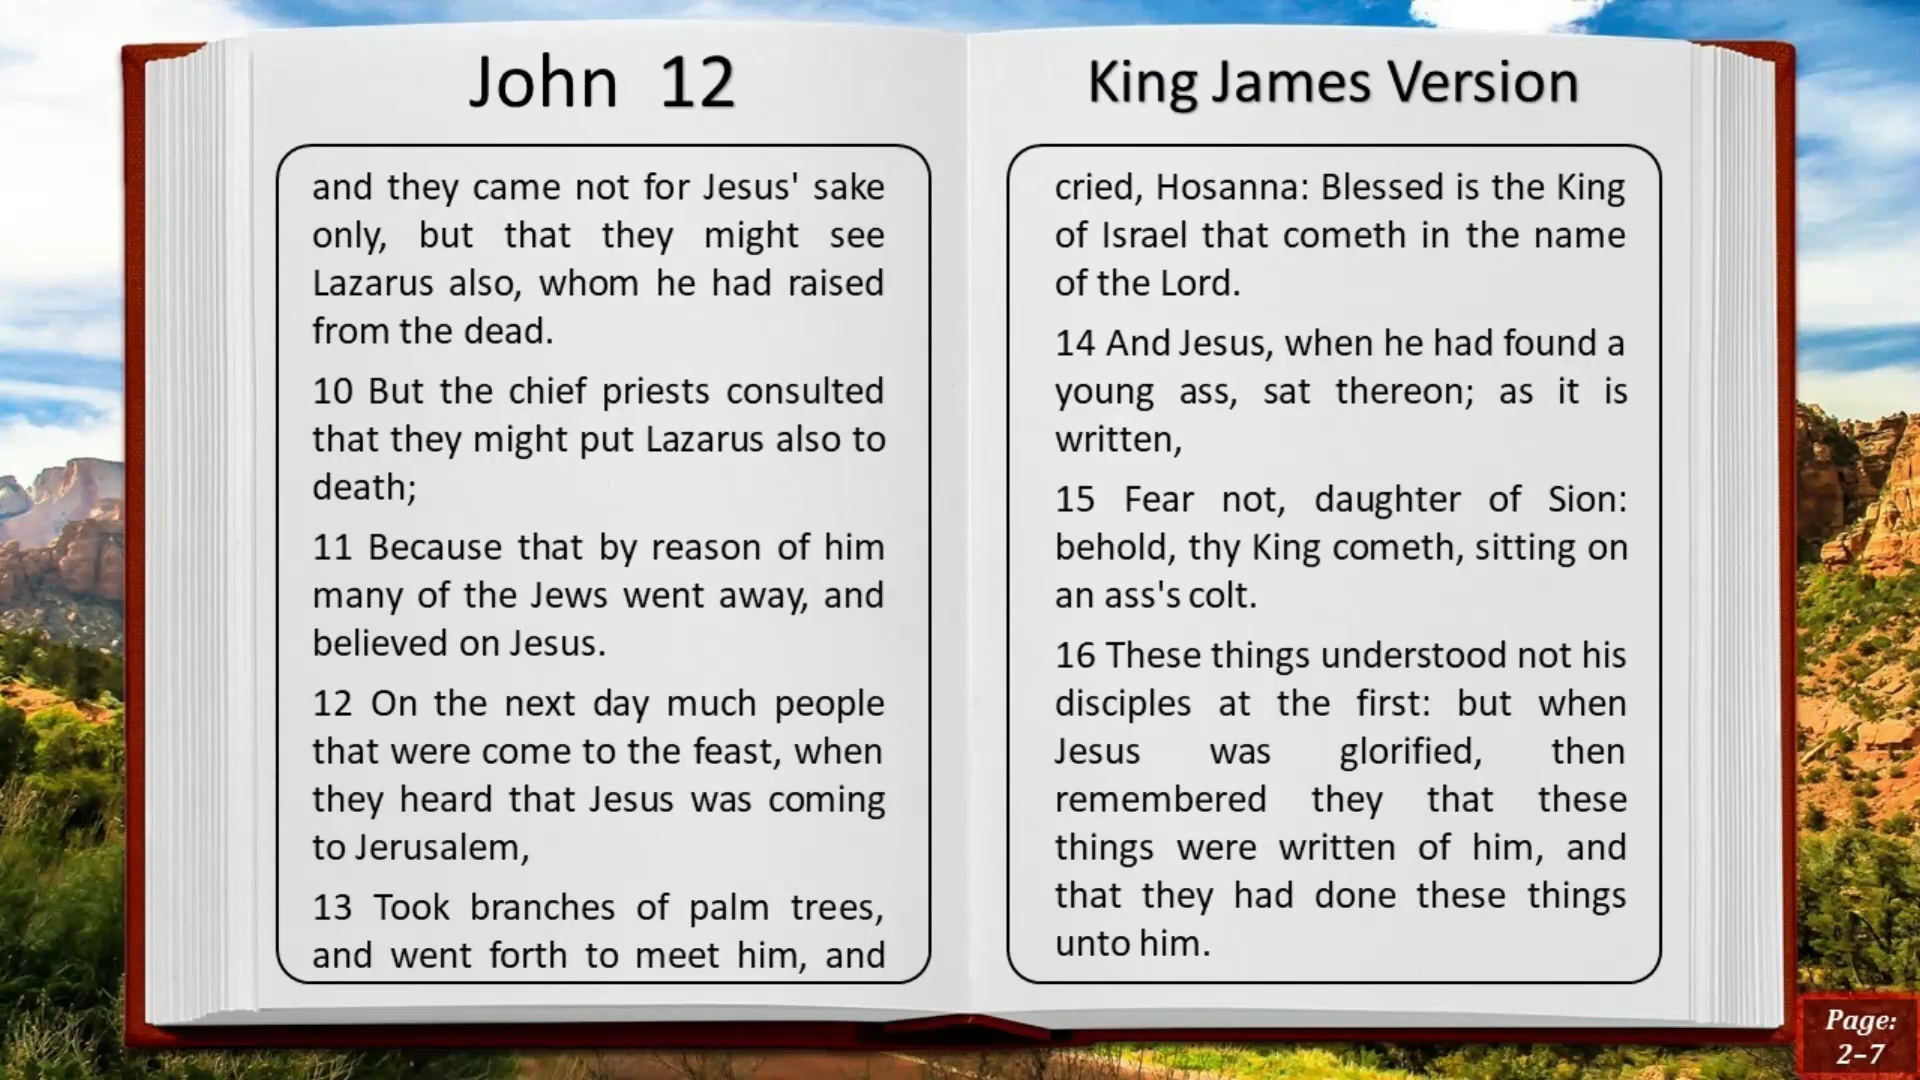 John 12
and they came not for Jesus' sake
only, but that they might see
Lazarus also, whom he had raised
from the dead.
10 But the chief priests consulted
that they might put Lazarus also to
death;
11 Because that by reason of him
many of the Jews went away, and
believed on Jesus.
12 On the next day much people
that were come to the feast, when
they heard that Jesus was coming
to Jerusalem,
13 Took branches of palm trees,
and went forth to meet him, and
King James Version
cried, Hosanna: Blessed is the King
of Israel that cometh in the name
of the Lord.
14 And Jesus, when he had found a
young ass, sat thereon; as it is
written,
15 Fear not, daughter of Sion:
behold, thy King cometh, sitting on
an ass's colt.
16 These things understood not his
disciples at the first: but when
Jesus was glorified, then
remembered they that these
things were written of him, and
that they had done these things
unto him.
Page:
2–7